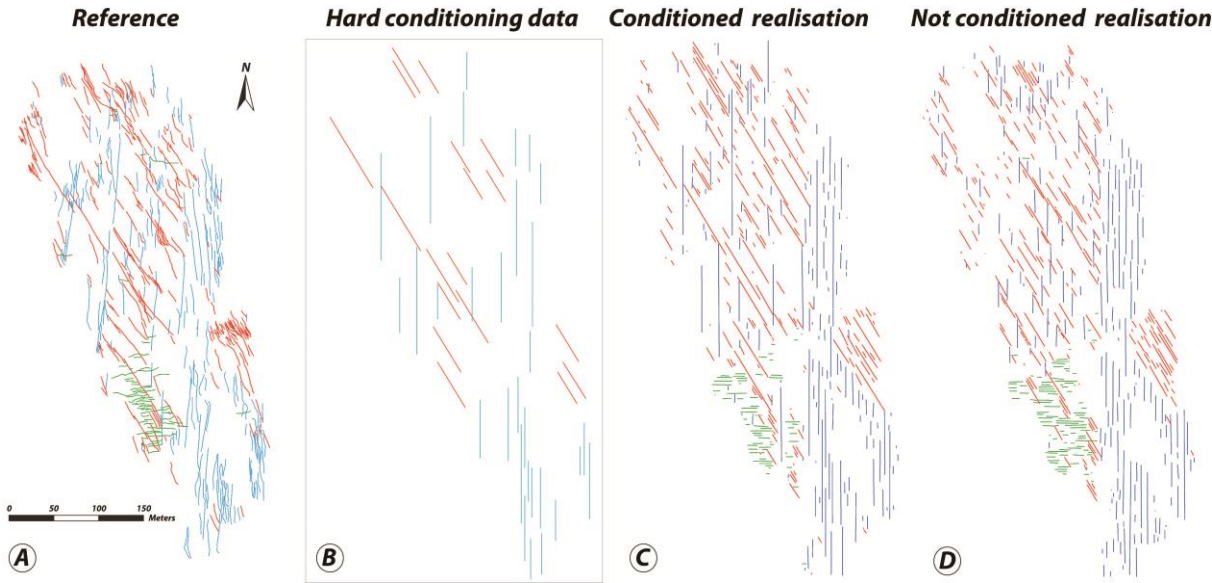 Reference
Hard conditioning data
Conditioned realisation
Not conditioned realisation
N
0 50 100 150
Meters
A
B
C
D